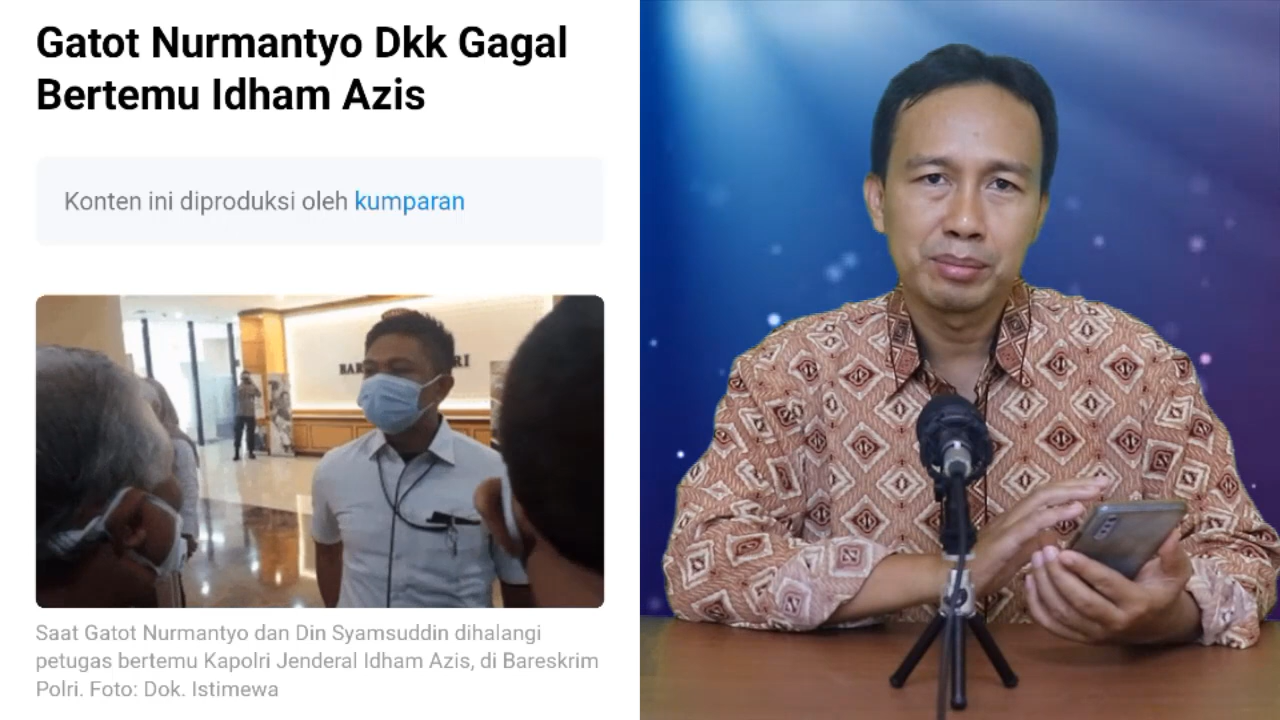 Gatot Nurmantyo Dkk Gagal
Bertemu Idham Azis
Konten ini diproduksi oleh kumparan
Saat Gatot Nurmantyo dan Din Syamsuddin dihalangi
petugas bertemu Kapolri Jenderal Idham Azis, di Bareskrim
Polri. Foto: Dok. Istimewa